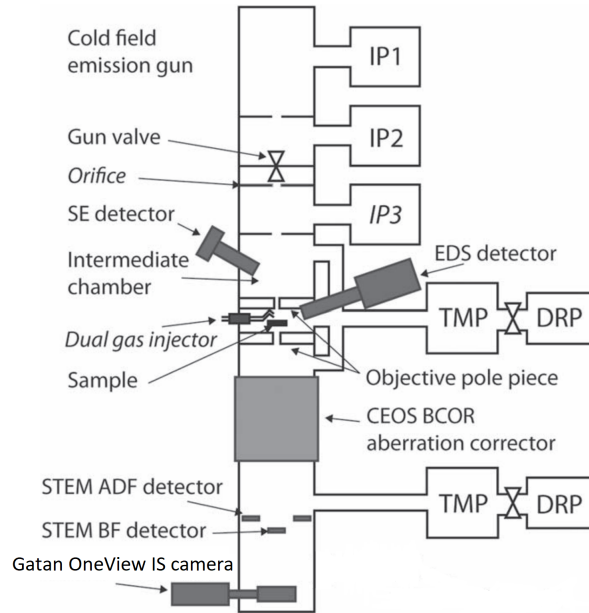 Cold field
emission gun
IP1
IP2
Gun valve
Orifice
IP3
SE detector
EDS detector
Intermediate
chamber
TMP
DRP
Dual gas injector
Sample
Objective pole piece
CEOS BCOR
aberration corrector
STEM ADF detector
TMP
DRP
STEM BF detector
Gatan OneView IS camera